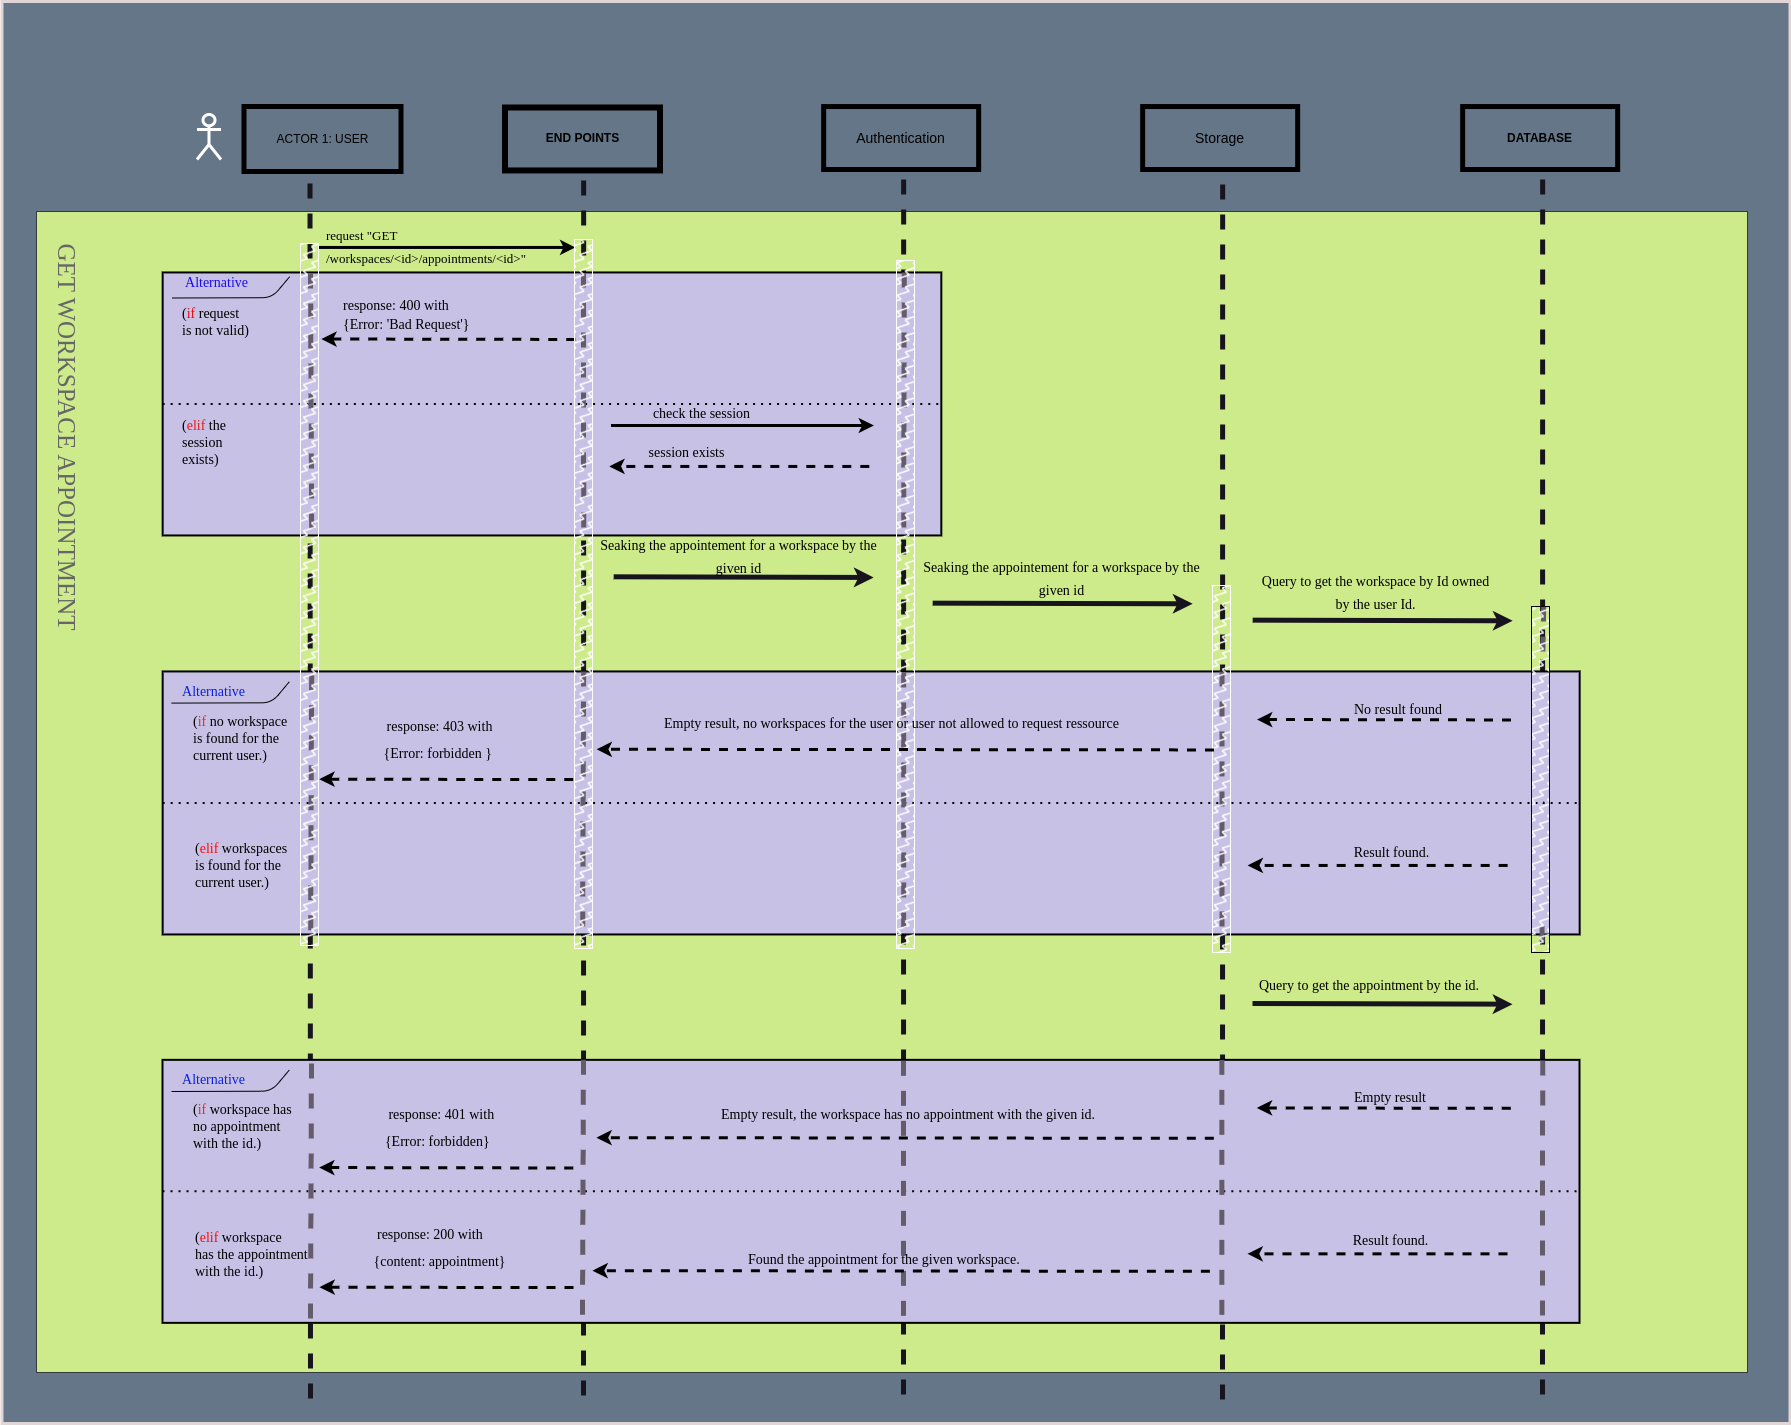 ACTOR 1: USER
END POINTS
Authentication
Storage
DATABASE
GET WORKSPACE APPOINTMENT
request "GET
/workspaces/<id>/appointments/<id>"
Alternative
(if request
is not valid)
response: 400 with
{Error: 'Bad Request'}
(elif the
session
exists)
check the session
session exists
Seaking the appointement for a workspace by the
given id
Seaking the appointement for a workspace by the
given id
Query to get the workspace by Id owned
by the user Id.
Alternative
(if no workspace
is found for the
current user.)
response: 403 with
{Error: forbidden }
Empty result, no workspaces for the user or user not allowed to request ressource
No result found
(elif workspaces
is found for the
current user.)
Result found.
Query to get the appointment by the id.
Alternative
(if workspace has
no appointment
with the id.)
response: 401 with
{Error: forbidden}
Empty result, the workspace has no appointment with the given id.
Empty result
(elif workspace
has the appointment
with the id.)
response: 200 with
{content: appointment}
Found the appointment for the given workspace.
Result found.